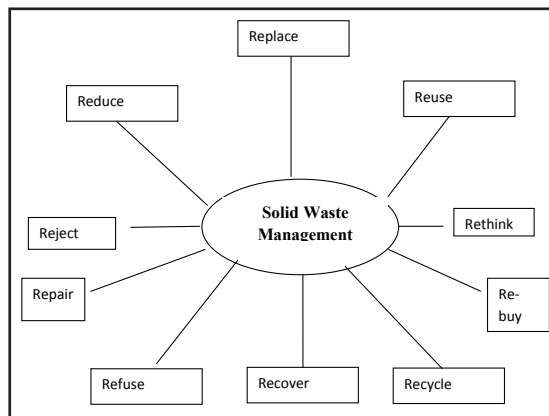 Replace
Reduce
Reuse
Solid Waste
Management
Reject
Rethink
Repair
Re-
buy
Refuse
Recover
Recycle